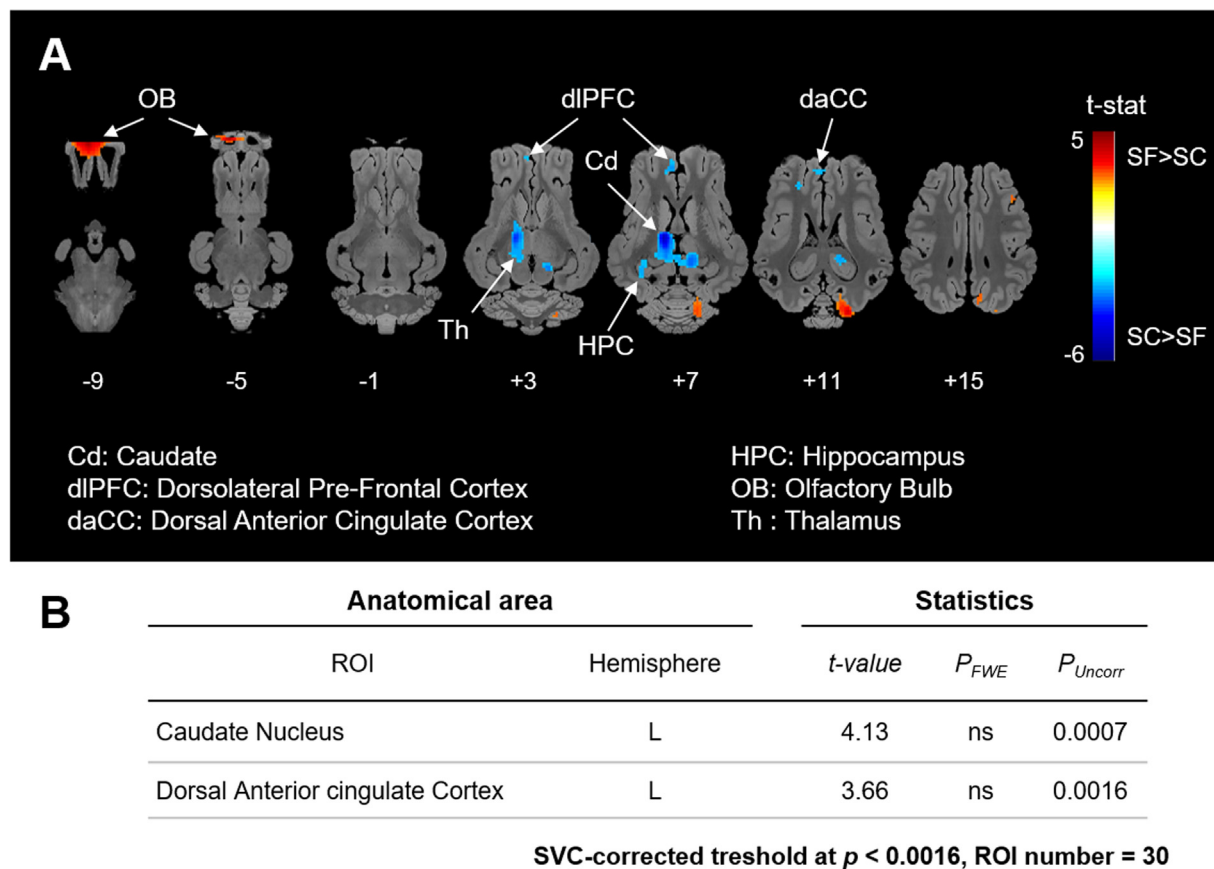 A
OB
dlPFC
daCC
Cd
Th
HPC
t-stat
5
SF>SC
-6
SC>SF
-9
-5
-1
+3
+7
+11
+15
Cd: Caudate
dlPFC: Dorsolateral Pre-Frontal Cortex
daCC: Dorsal Anterior Cingulate Cortex
HPC: Hippocampus
OB: Olfactory Bulb
Th : Thalamus
B
Anatomical area Statistics
ROI Hemisphere t-value PFWE PUncorr
Caudate Nucleus L 4.13 ns 0.0007
Dorsal Anterior cingulate Cortex L 3.66 ns 0.0016
SVC-corrected treshold at p < 0.0016, ROI number = 30